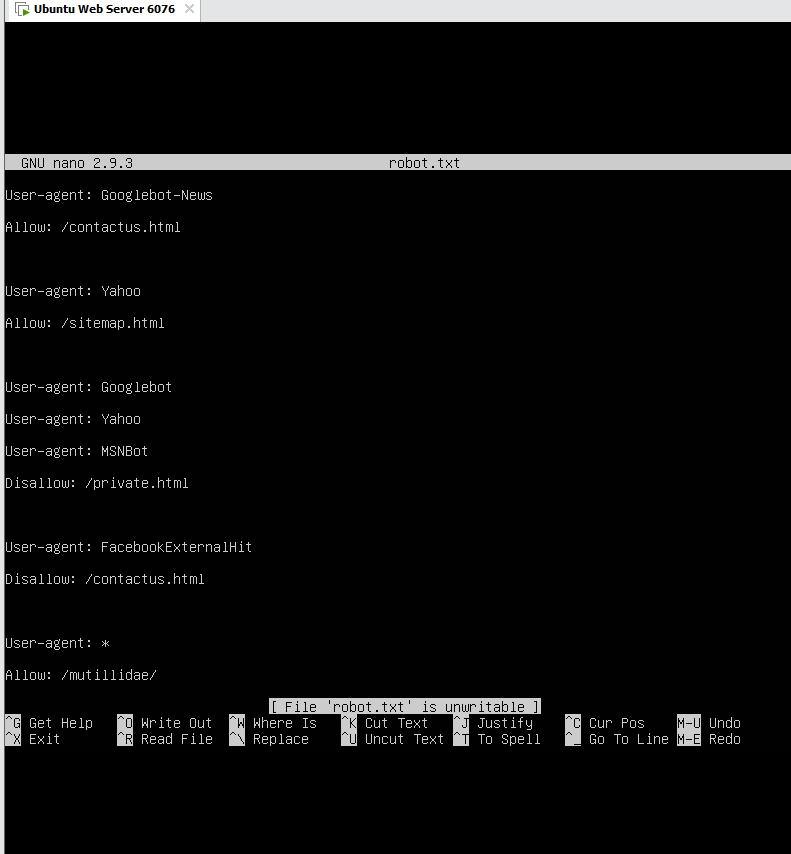 Ubuntu Web Server 6076
GNU nano 2.9.3 robot.txt
User-agent: Googlebot-News
Allow: /contactus.html
User-agent: Yahoo
Allow: /sitemap.html
User-agent: Googlebot
User-agent: Yahoo
User-agent: MSNBot
Disallow: /private.html
User-agent: FacebookExternalHit
Disallow: /contactus.html
User-agent: *
Allow: /mutillidae/
[ File 'robot.txt' is unwritable ]
^G Get Help ^O Write Out ^W Where Is ^K Cut Text ^J Justify ^C Cur Pos M-U Undo
^X Exit ^R Read File ^\ Replace ^U Uncut Text ^T To Spell ^_ Go To Line M-E Redo